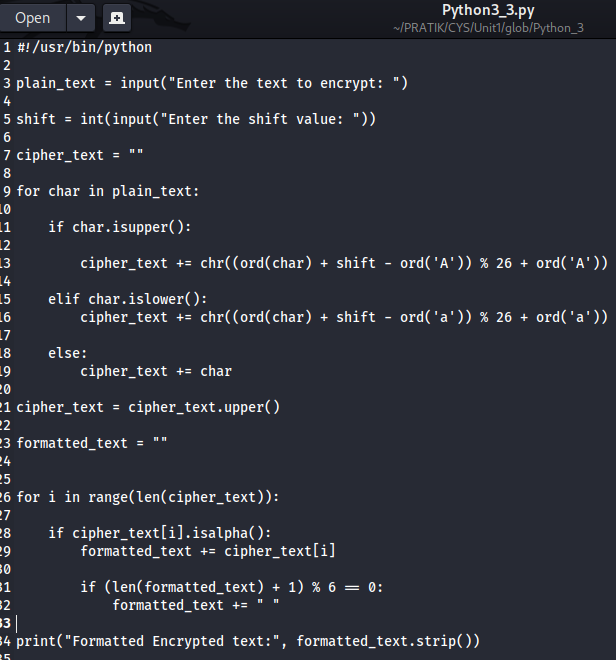 Open
Python3_3.py
~/PRATIK/CYS/Unit1/glob/Python_3
1 #!/usr/bin/python
2
3 plain_text = input("Enter the text to encrypt: ")
4
5 shift = int(input("Enter the shift value: "))
6
7 cipher_text = ""
8
9 for char in plain_text:
10
11     if char.isupper():
12
13         cipher_text += chr((ord(char) + shift - ord('A')) % 26 + ord('A'))
14
15     elif char.islower():
16         cipher_text += chr((ord(char) + shift - ord('a')) % 26 + ord('a'))
17
18     else:
19         cipher_text += char
20
21 cipher_text = cipher_text.upper()
22
23 formatted_text = ""
24
25
26 for i in range(len(cipher_text)):
27
28     if cipher_text[i].isalpha():
29         formatted_text += cipher_text[i]
30
31         if (len(formatted_text) + 1) % 6 == 0:
32             formatted_text += " "
33
34 print("Formatted Encrypted text:", formatted_text.strip())
35